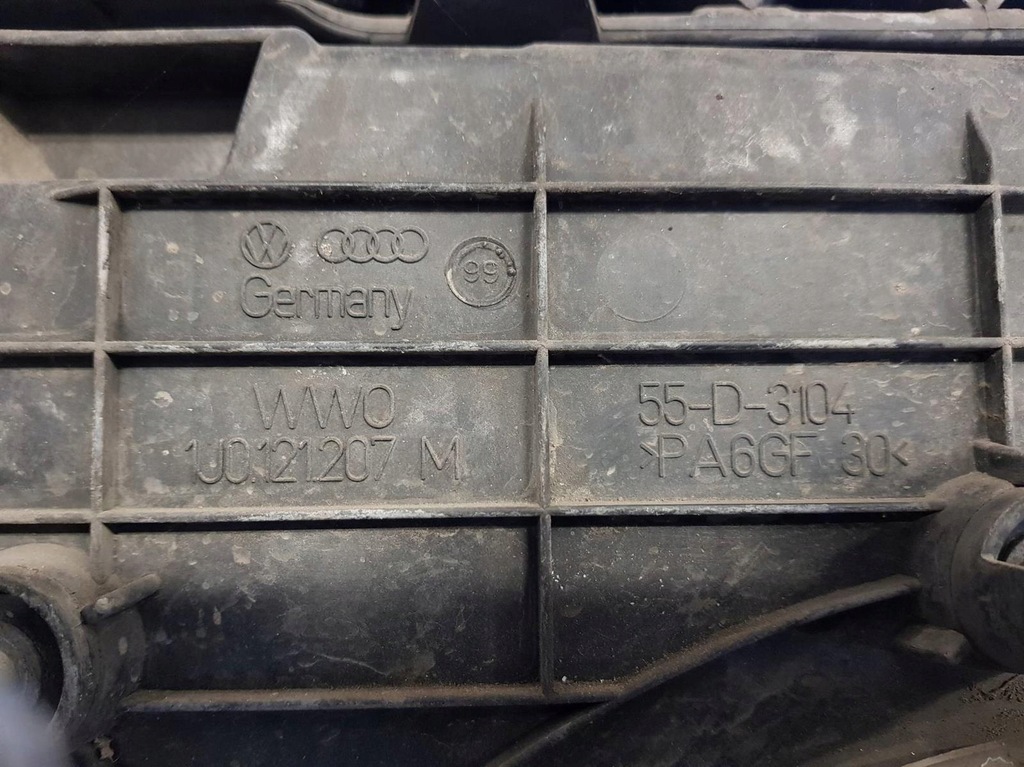 Germany
99
WWO
1J0.121.207 M
55-D-3104
>PA6GF 30<